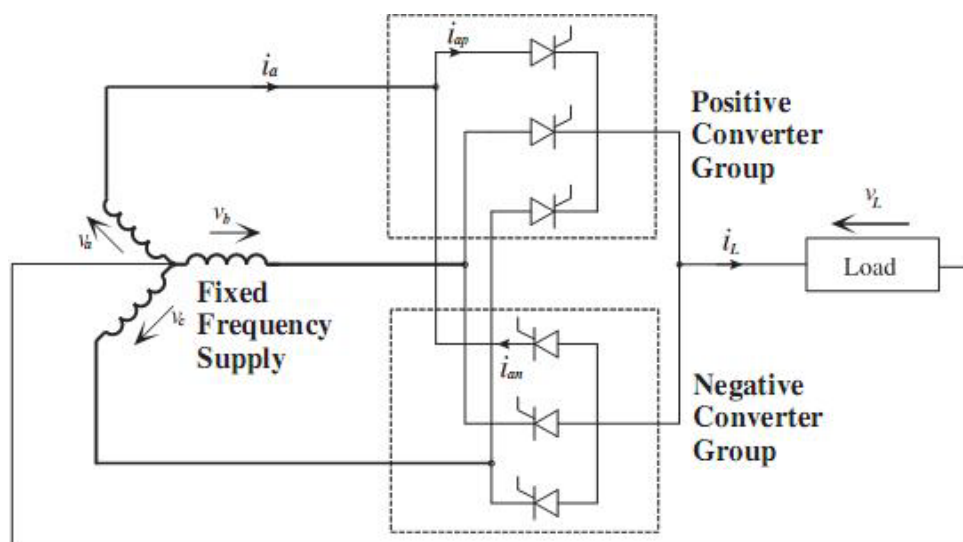 i_ap
i_a
Positive
Converter
Group
v_b
v_a
v_L
i_L
Load
Fixed
Frequency
Supply
v_c
i_an
Negative
Converter
Group